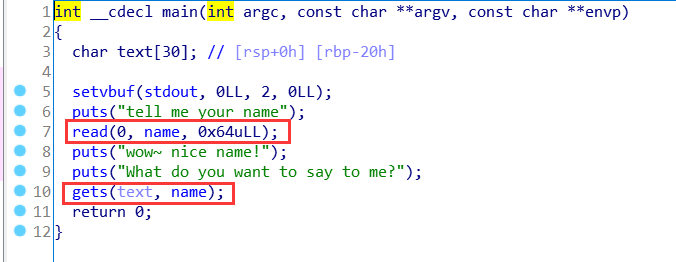 1 int __cdecl main(int argc, const char **argv, const char **envp)
2 {
3 char text[30]; // [rsp+0h] [rbp-20h]
4
5 setvbuf(stdout, 0LL, 2, 0LL);
6 puts("tell me your name");
7 read(0, name, 0x64uLL);
8 puts("wow~ nice name!");
9 puts("What do you want to say to me?");
10 gets(text, name);
11 return 0;
12 }